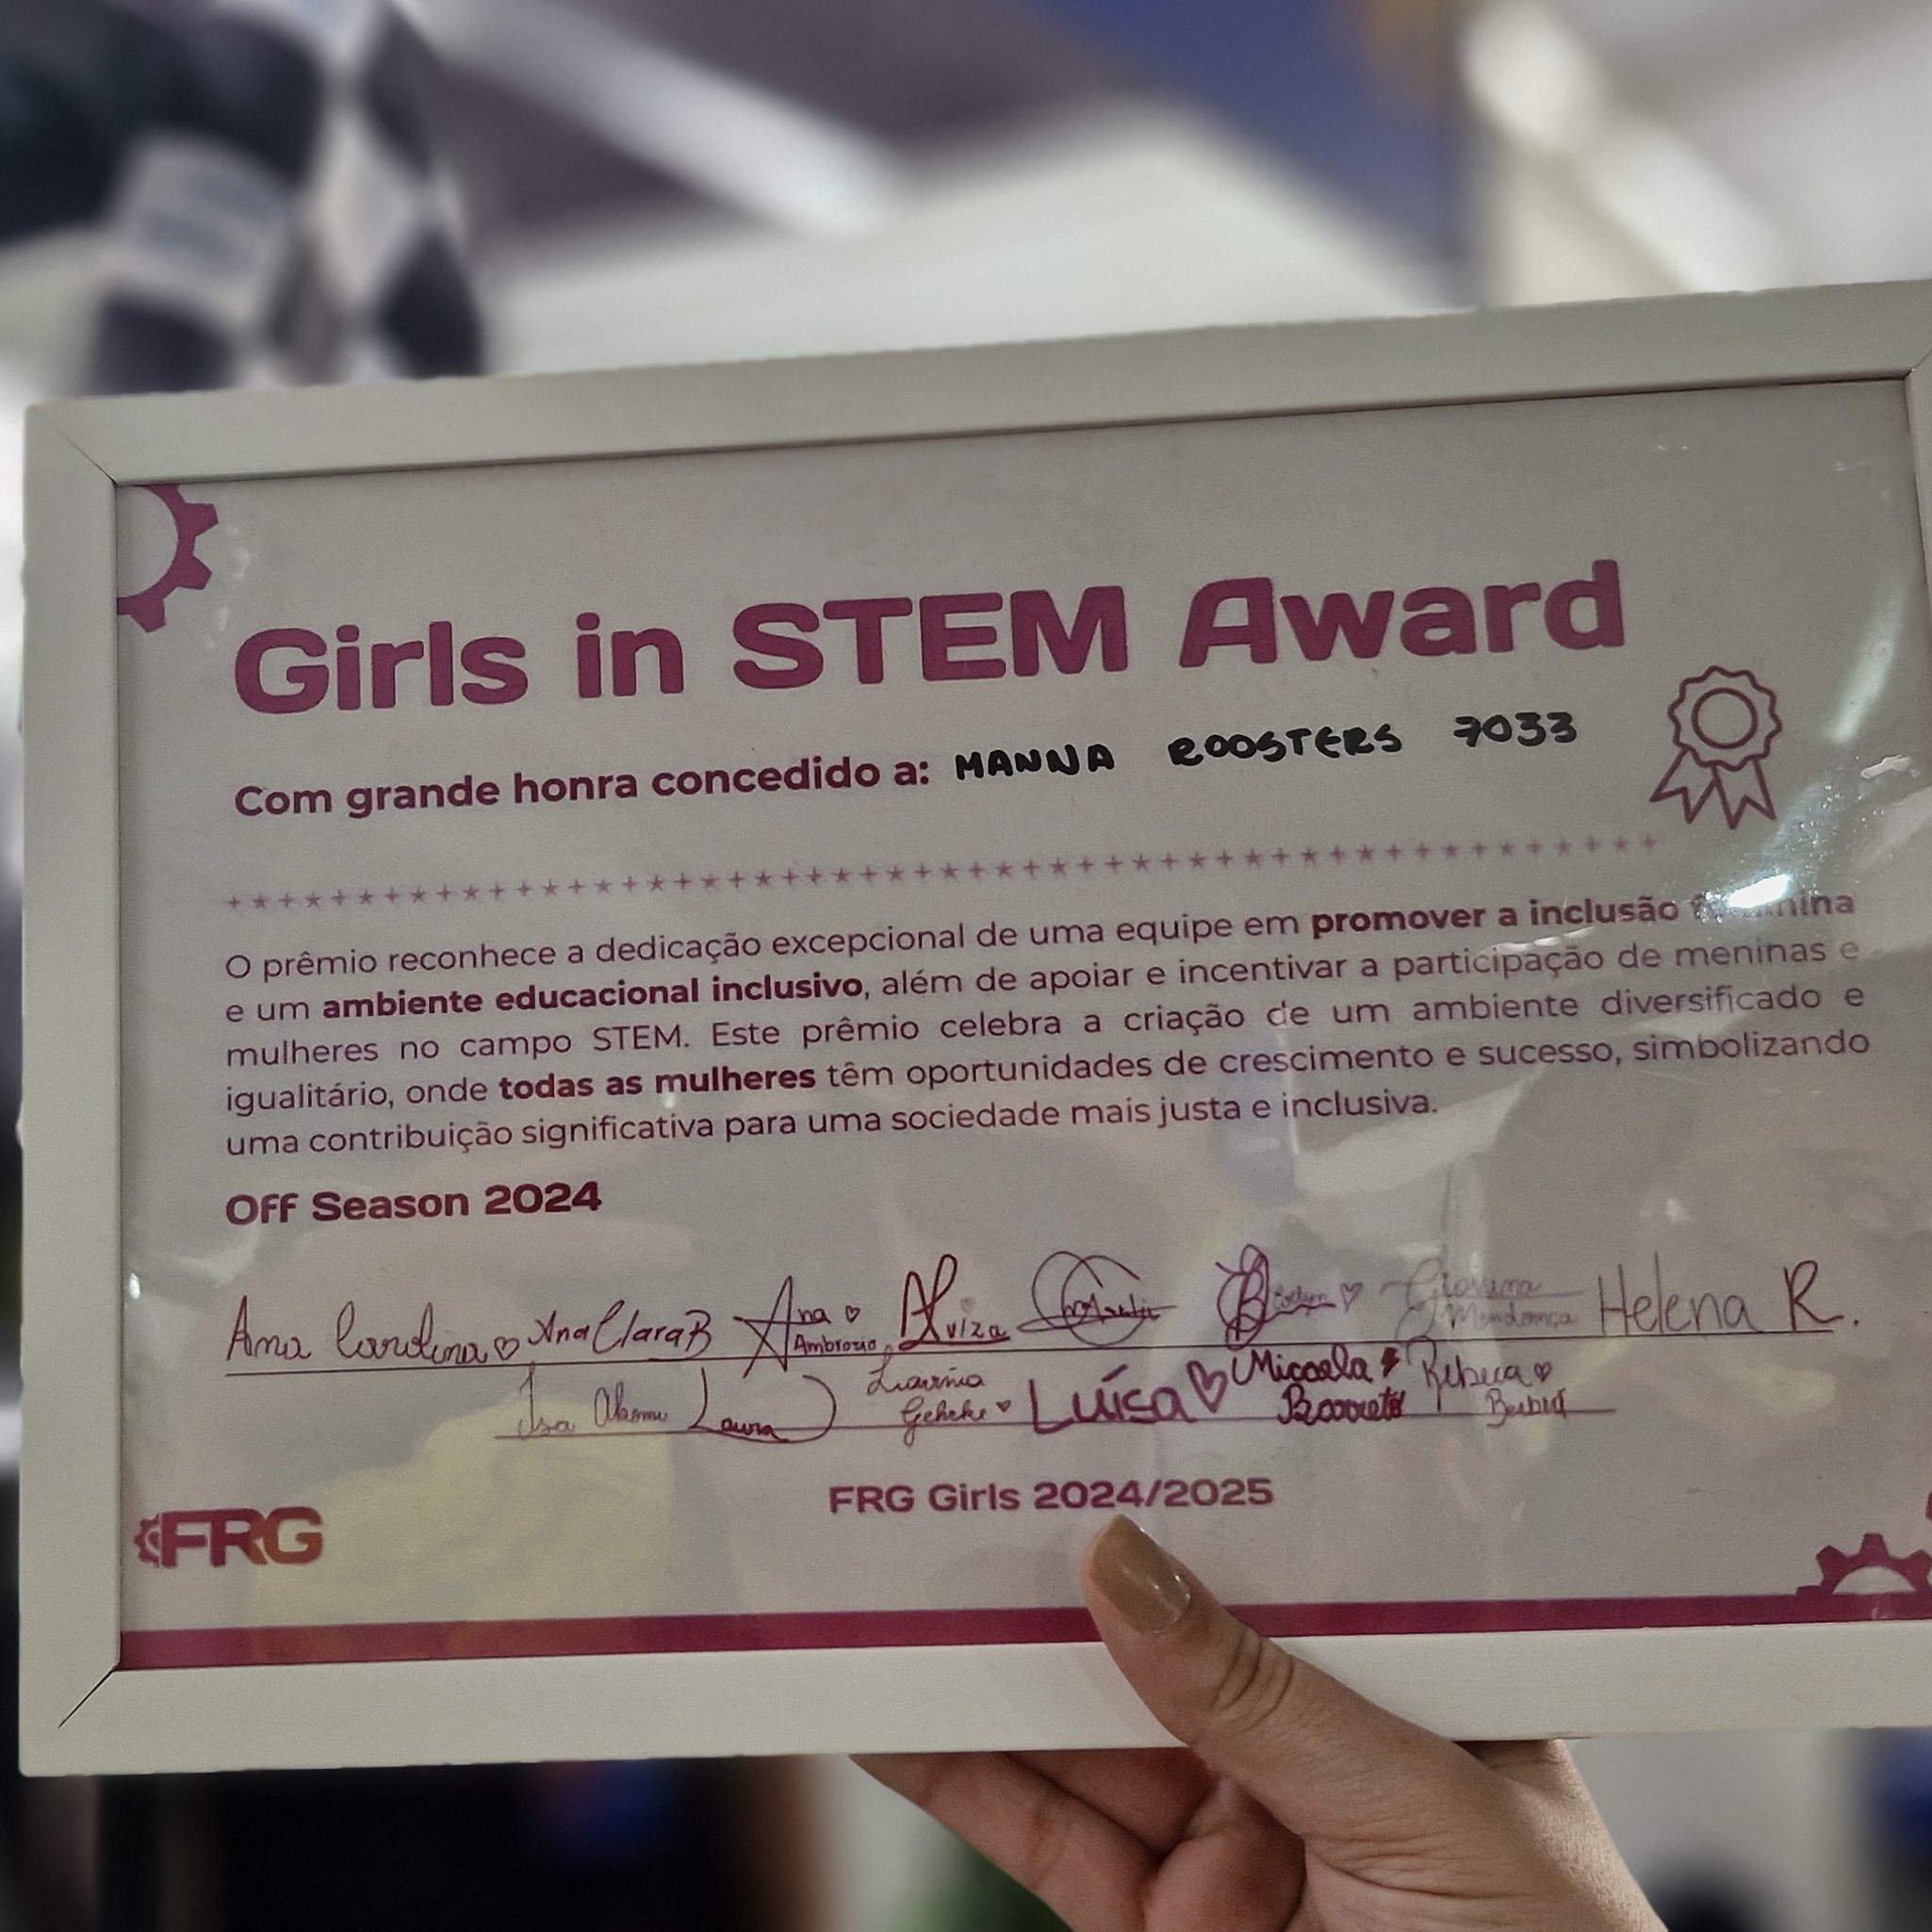 Girls in STEM Award
Com grande honra concedido a: MANNA ROOSTERS 7033
O prêmio reconhece a dedicação excepcional de uma equipe em promover a inclusão
e um ambiente educacional inclusivo, além de apoiar e incentivar a participação de meninas e
mulheres no campo STEM. Este prêmio celebra a criação de um ambiente diversificado e
igualitário, onde todas as mulheres têm oportunidades de crescimento e sucesso, simbolizando
uma contribuição significativa para uma sociedade mais justa e inclusiva.
Off Season 2024
Ana Carolina Ana Clara B Ana Ambrozio Giovana Mendonça Helena R.
Isa Laura Luísa Micaela Rebeca
FRG Girls 2024/2025
FRG